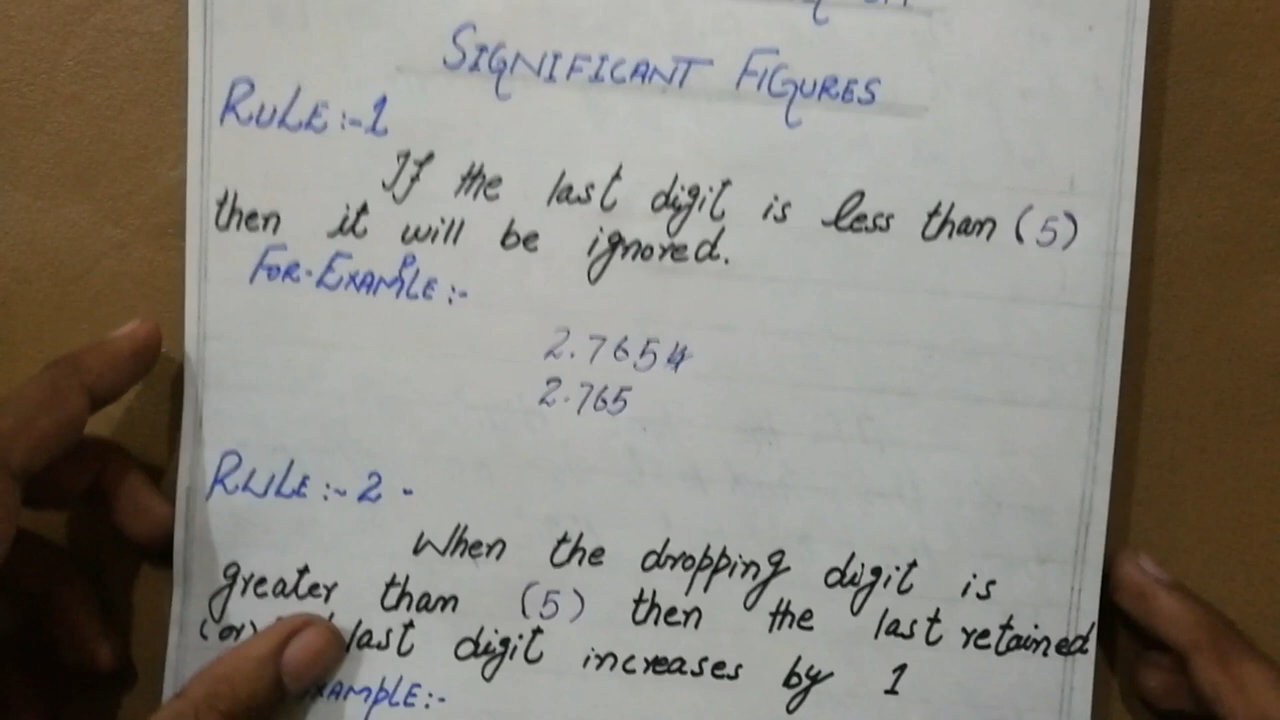 SIGNIFICANT FIGURES
RULE:-1
If the last digit is less than (5)
then it will be ignored.
FOR-EXAMPLE:-
2.7654
2.765
RULE:-2-
When the dropping digit is
greater than (5) then the last retained
(or) last digit increases by 1
EXAMPLE:-